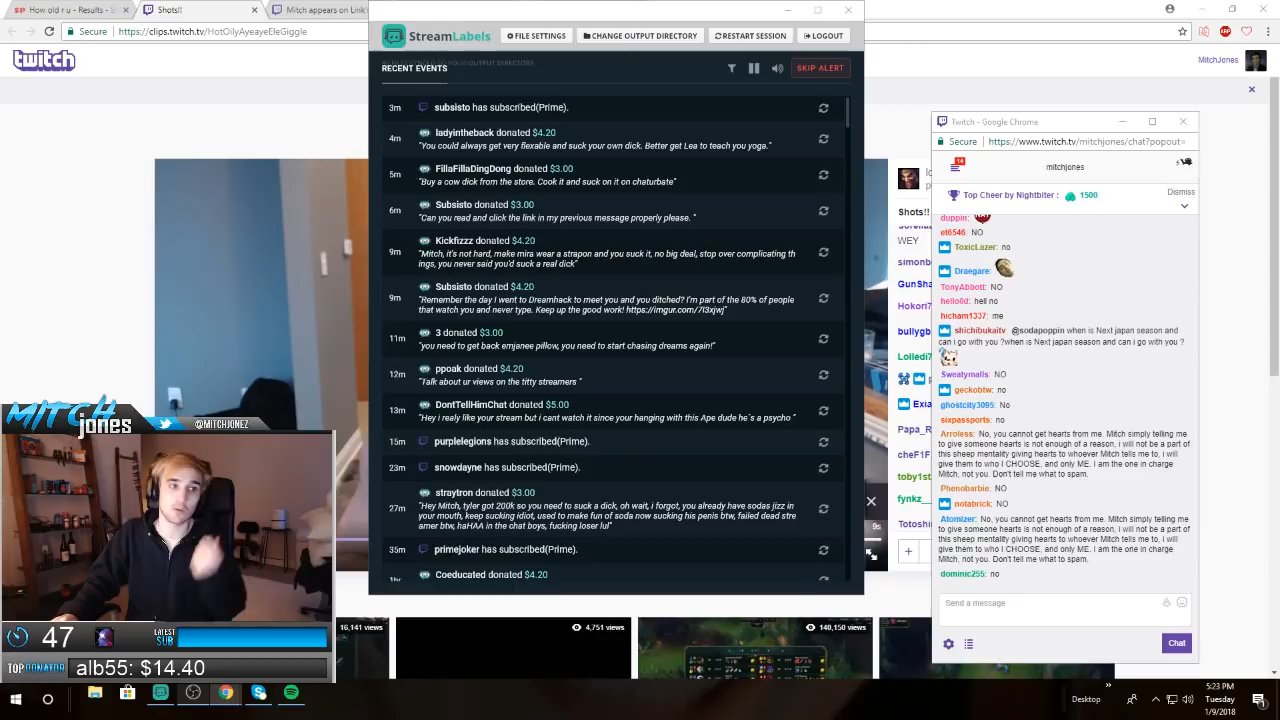 How old r u - Reques
Shots!!
Mitch appears on Link
Secure
https://clips.twitch.tv/HotOilyAyeayeEleGiggle
twitch
MitchJones
StreamLabels
FILE SETTINGS
CHANGE OUTPUT DIRECTORY
RESTART SESSION
LOGOUT
RECENT EVENTS
SKIP ALERT
3m subsisto has subscribed(Prime).
4m ladyintheback donated $4.20
"You could always get very flexable and suck your own dick. Better get Lea to teach you yoga."
5m FillaFillaDingDong donated $3.00
"Buy a cow dick from the store. Cook it and suck on it on chaturbate"
6m Subsisto donated $3.00
"Can you read and click the link in my previous message properly please. "
9m Kickfizzz donated $4.20
"Mitch, it's not hard, make mira wear a strapon and you suck it, no big deal, stop over complicating th
ings, you never said you'd suck a real dick"
9m Subsisto donated $4.20
"Remember the day I went to Dreamhack to meet you and you ditched? I'm part of the 80% of people
that watch you and never type. Keep up the good work! https://imgur.com/7I3xjwj"
11m 3 donated $3.00
"you need to get back emjanee pillow, you need to start chasing dreams again!"
12m ppoak donated $4.20
"Talk about ur views on the titty streamers "
13m DontTellHimChat donated $5.00
"Hey i realy like your stream but i cant watch it since your hanging with this Ape dude he´s a psycho "
15m purplelegions has subscribed(Prime).
23m snowdayne has subscribed(Prime).
27m straytron donated $3.00
"Hey Mitch, tyler got 200k so you need to suck a dick, oh wait, i forgot, you already have sodas jizz in
your mouth, keep sucking idiot, used to make fun of soda now sucking his penis btw, failed dead stre
amer btw, haHAA in the chat boys, fucking loser lul"
35m primejoker has subscribed(Prime).
1hr Coeducated donated $4.20
Shots!!
WEY
simonb
GunSha
Hokori7
bullygb
Lolledi7
Exia
Papa_R
cheF1F
toby1st
fynkz_
Totoshi
Twitch - Google Chrome
Secure https://www.twitch.tv/mitchjones/chat?popout=
14
mitchjones
Top Cheer by Nightbiter : 1500
Dismiss
duppin:
et6546: NO
ToxicLazer: no
Draegare:
TonyAbbott: NO
hello0d: hell no
hicham1337: me
shichibukaitv @sodapoppin when is Next japan season and
can i go with you ?when is Next japan season and can i go with you ?
Sweatymalls: NO
geckobtw: no
ghostcity3095: No
sixpassports: no
Arroless: No, you cannot get hearts from me. Mitch simply telling me
to give someone hearts is not enough of a reason, i will not be a part of
this sheep mentality giving hearts to whoever Mitch tells me to, i will
give them to who I CHOOSE, and only ME. I am the one in charge
Mitch, not you. Don't tell me what to spam.
Phenobarbie: NO
notabrick: NO
Atomizer: No, you cannot get hearts from me. Mitch simply telling me
to give someone hearts is not enough of a reason, i will not be a part of
this sheep mentality giving hearts to whoever Mitch tells me to, i will
give them to who I CHOOSE, and only ME. I am the one in charge
Mitch, not you. Don't tell me what to spam.
dominic255: no
Send a message
Chat
MITCH
jones
@MITCHJONEZ
47
LATEST
SUB
TOP DONATOR
alb55: $14.40
16,141 views
4,751 views
140,150 views
Desktop
5:23 PM
Tuesday
1/9/2018